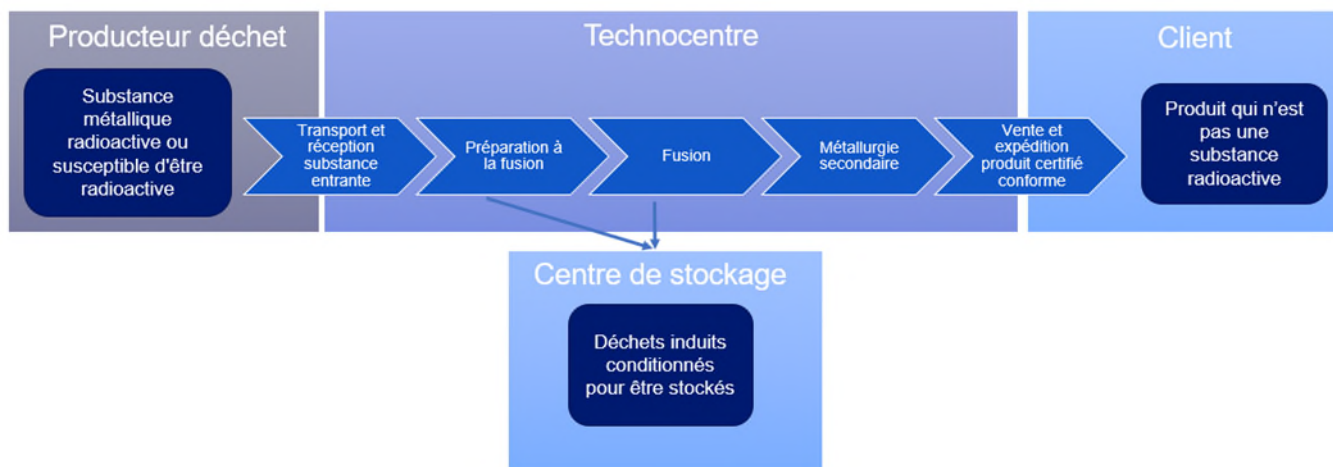 Producteur déchet
Substance
métallique
radioactive ou
susceptible d'être
radioactive
Technocentre
Transport et
réception
substance
entrante
Préparation à
la fusion
Fusion
Métallurgie
secondaire
Vente et
expédition
produit certifié
conforme
Client
Produit qui n'est
pas une
substance
radioactive
Centre de stockage
Déchets induits
conditionnés
pour être stockés